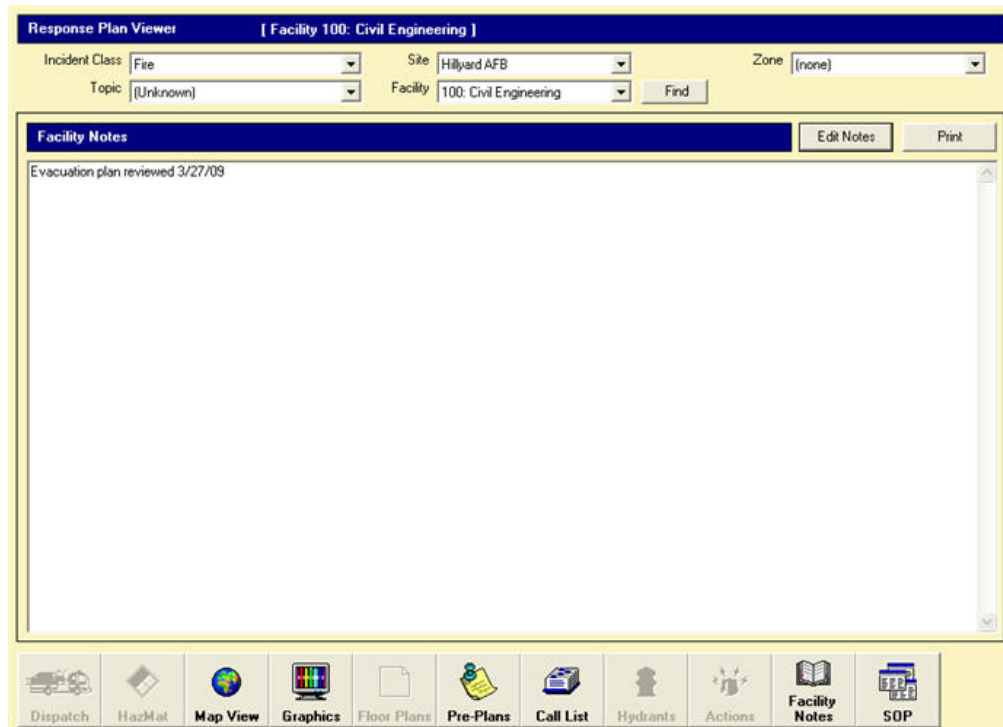 Response Plan Viewer [ Facility 100: Civil Engineering ]
Incident Class Fire Site Hillyard AFB Zone (none)
Topic (Unknown) Facility 100: Civil Engineering Find
Facility Notes Edit Notes Print
Evacuation plan reviewed 3/27/09
Dispatch HazMat Map View Graphics Floor Plans Pre-Plans Call List Hydrants Actions Facility Notes SOP